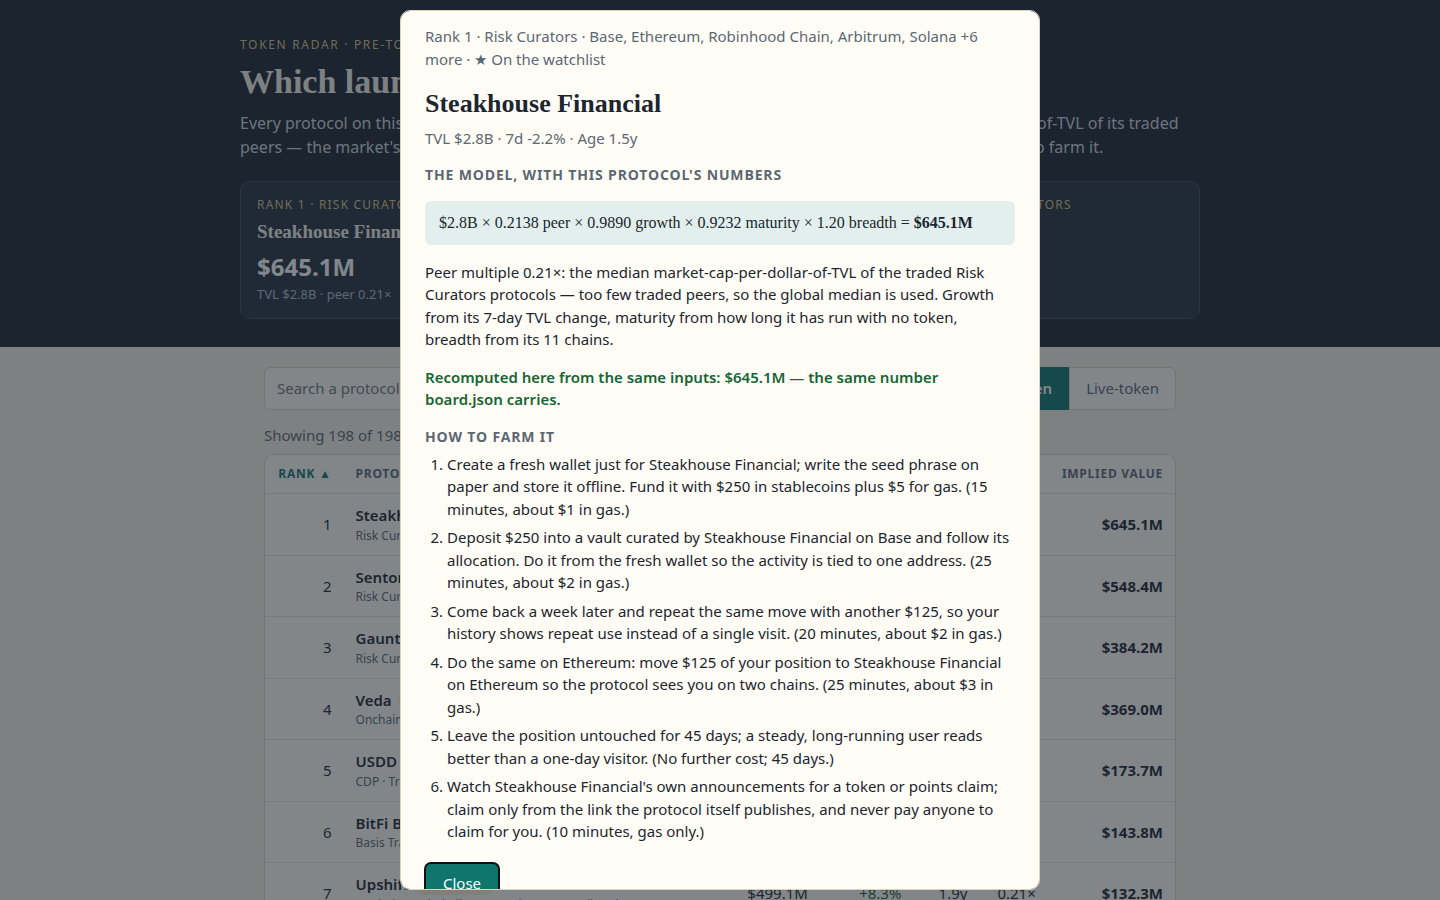 TOKEN RADAR · PRE-TO
Which laun
Every protocol on this
of-TVL of its traded
peers — the market's
farm it.
RANK 1 · RISK CURATO
TORS
Steakhouse Finan
$645.1M
TVL $2.8B · peer 0.21×
Search a protocol
en
Live-token
Showing 198 of 198
RANK ▲
PROTO
IMPLIED VALUE
1
Steakh
Risk Cur
$645.1M
2
Sentor
Risk Cur
$548.4M
3
Gaunt
Risk Cur
$384.2M
4
Veda
Onchain
$369.0M
5
USDD
CDP · Tr
$173.7M
6
BitFi B
Basis Tra
$143.8M
7
Upshif
$499.1M
+8.3%
1.9y
0.21×
$132.3M
Rank 1 · Risk Curators · Base, Ethereum, Robinhood Chain, Arbitrum, Solana +6
more · ★ On the watchlist
Steakhouse Financial
TVL $2.8B · 7d -2.2% · Age 1.5y
THE MODEL, WITH THIS PROTOCOL'S NUMBERS
$2.8B × 0.2138 peer × 0.9890 growth × 0.9232 maturity × 1.20 breadth = $645.1M
Peer multiple 0.21×: the median market-cap-per-dollar-of-TVL of the traded Risk
Curators protocols — too few traded peers, so the global median is used. Growth
from its 7-day TVL change, maturity from how long it has run with no token,
breadth from its 11 chains.
Recomputed here from the same inputs: $645.1M — the same number
board.json carries.
HOW TO FARM IT
1. Create a fresh wallet just for Steakhouse Financial; write the seed phrase on
paper and store it offline. Fund it with $250 in stablecoins plus $5 for gas. (15
minutes, about $1 in gas.)
2. Deposit $250 into a vault curated by Steakhouse Financial on Base and follow its
allocation. Do it from the fresh wallet so the activity is tied to one address. (25
minutes, about $2 in gas.)
3. Come back a week later and repeat the same move with another $125, so your
history shows repeat use instead of a single visit. (20 minutes, about $2 in gas.)
4. Do the same on Ethereum: move $125 of your position to Steakhouse Financial
on Ethereum so the protocol sees you on two chains. (25 minutes, about $3 in
gas.)
5. Leave the position untouched for 45 days; a steady, long-running user reads
better than a one-day visitor. (No further cost; 45 days.)
6. Watch Steakhouse Financial's own announcements for a token or points claim;
claim only from the link the protocol itself publishes, and never pay anyone to
claim for you. (10 minutes, gas only.)
Close